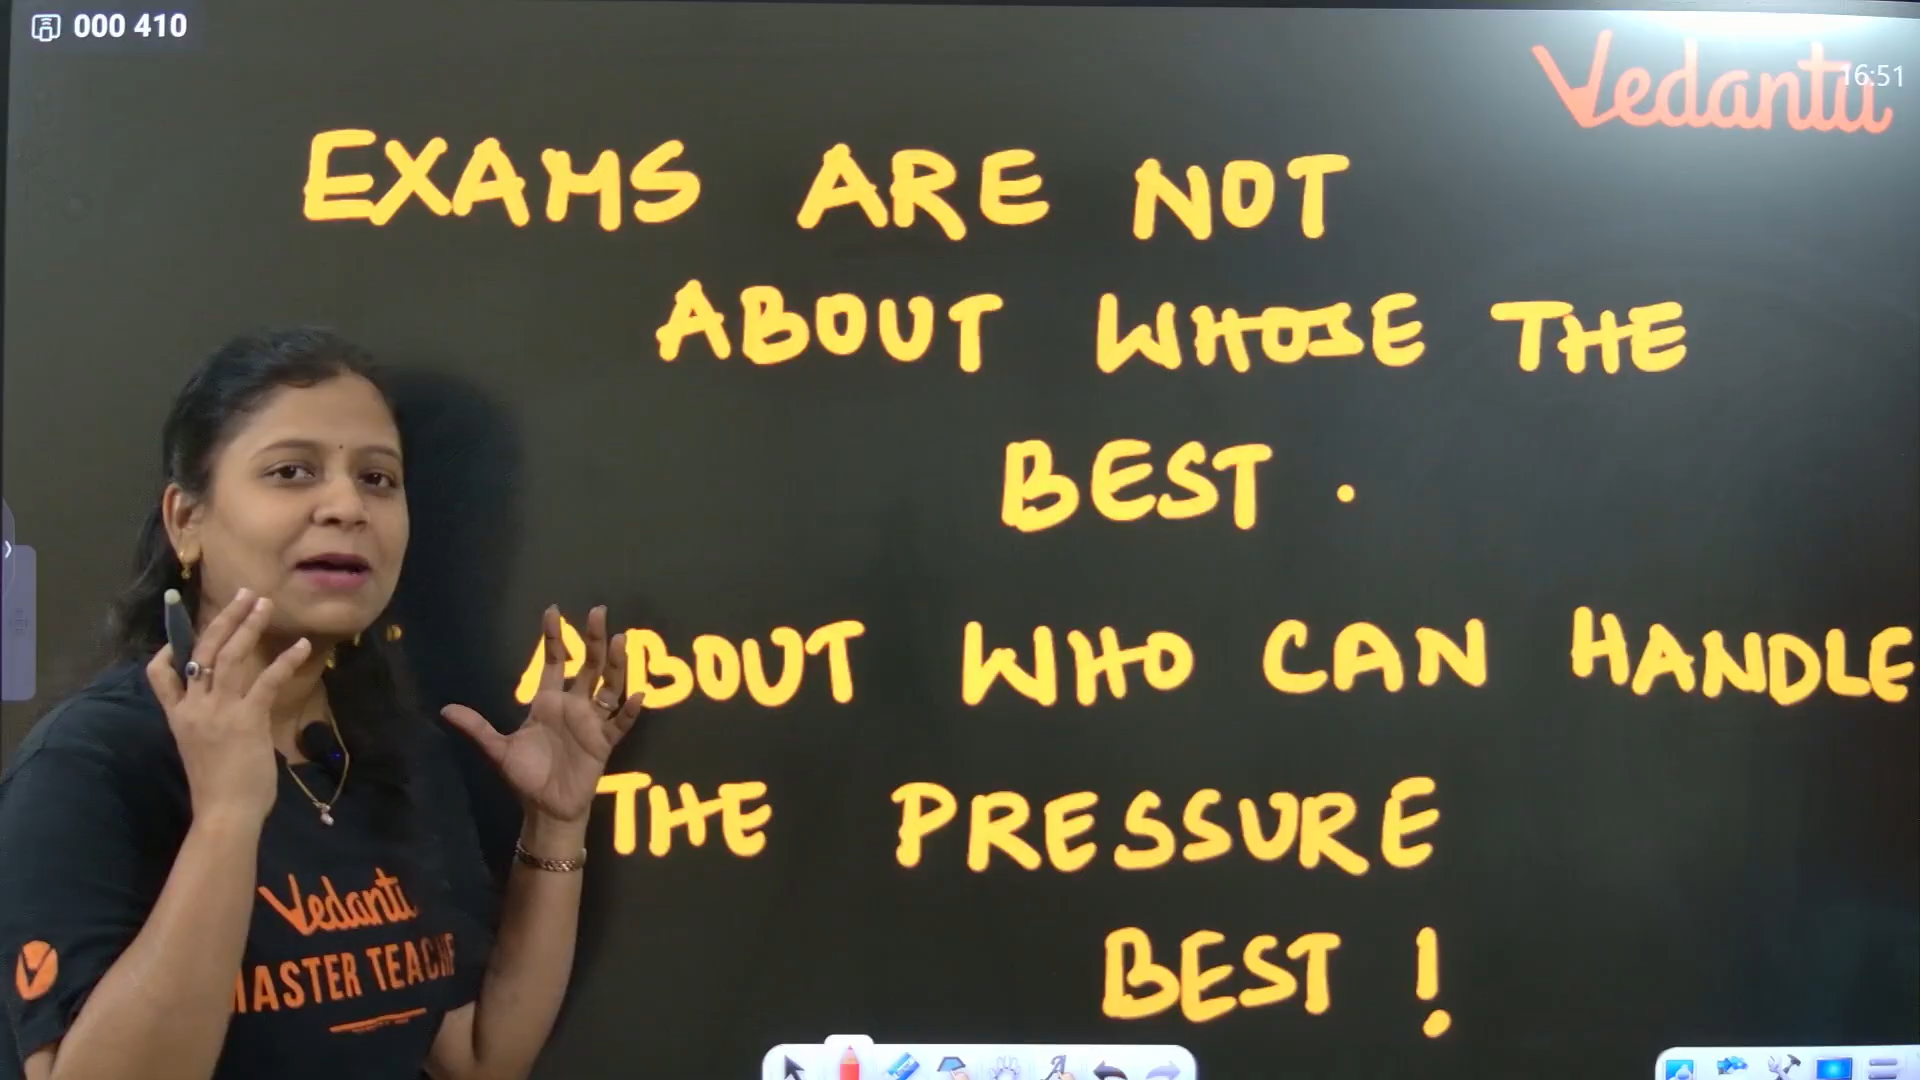 000 410
Vedantu
16:51
EXAMS ARE NOT
ABOUT WHOSE THE
BEST .
ABOUT WHO CAN HANDLE
THE PRESSURE
BEST !
Vedantu
MASTER TEACHE